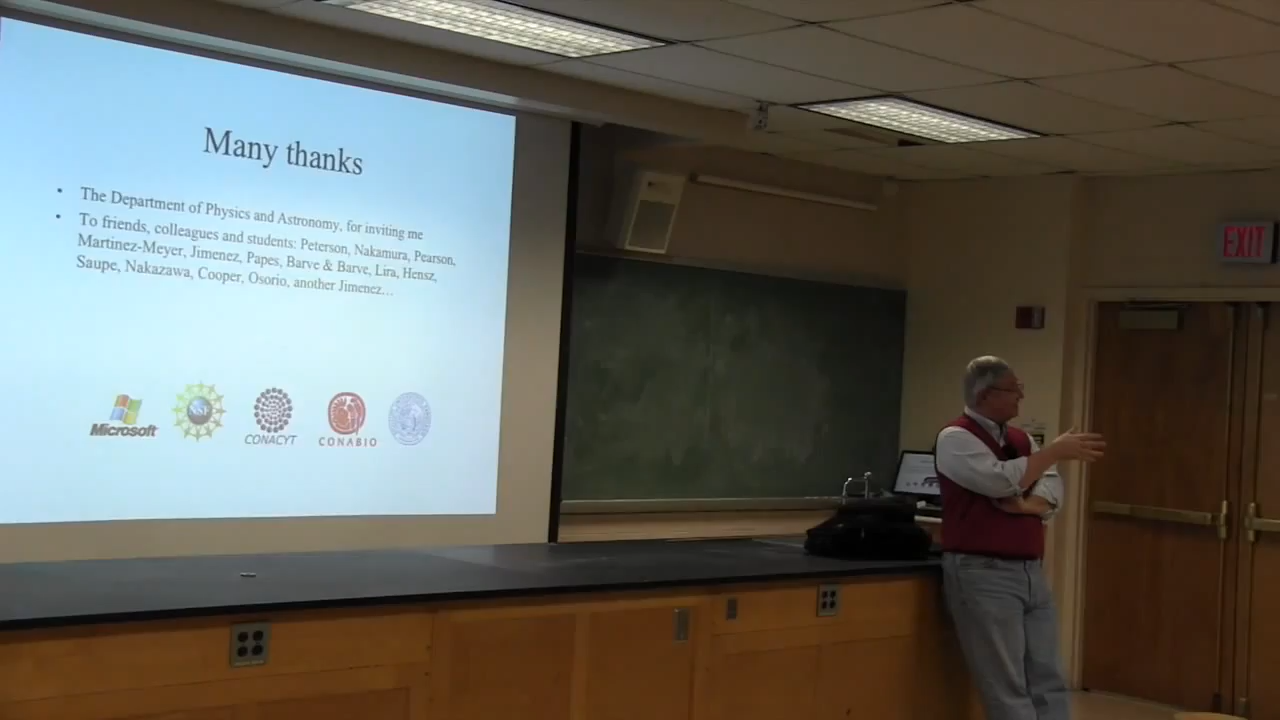 Many thanks
• The Department of Physics and Astronomy, for inviting me
• To friends, colleagues and students: Peterson, Nakamura, Pearson,
Martinez-Meyer, Jimenez, Papes, Barve & Barve, Lira, Hensz,
Saupe, Nakazawa, Cooper, Osorio, another Jimenez…
Microsoft
NSF
CONACYT
CONABIO
EXIT